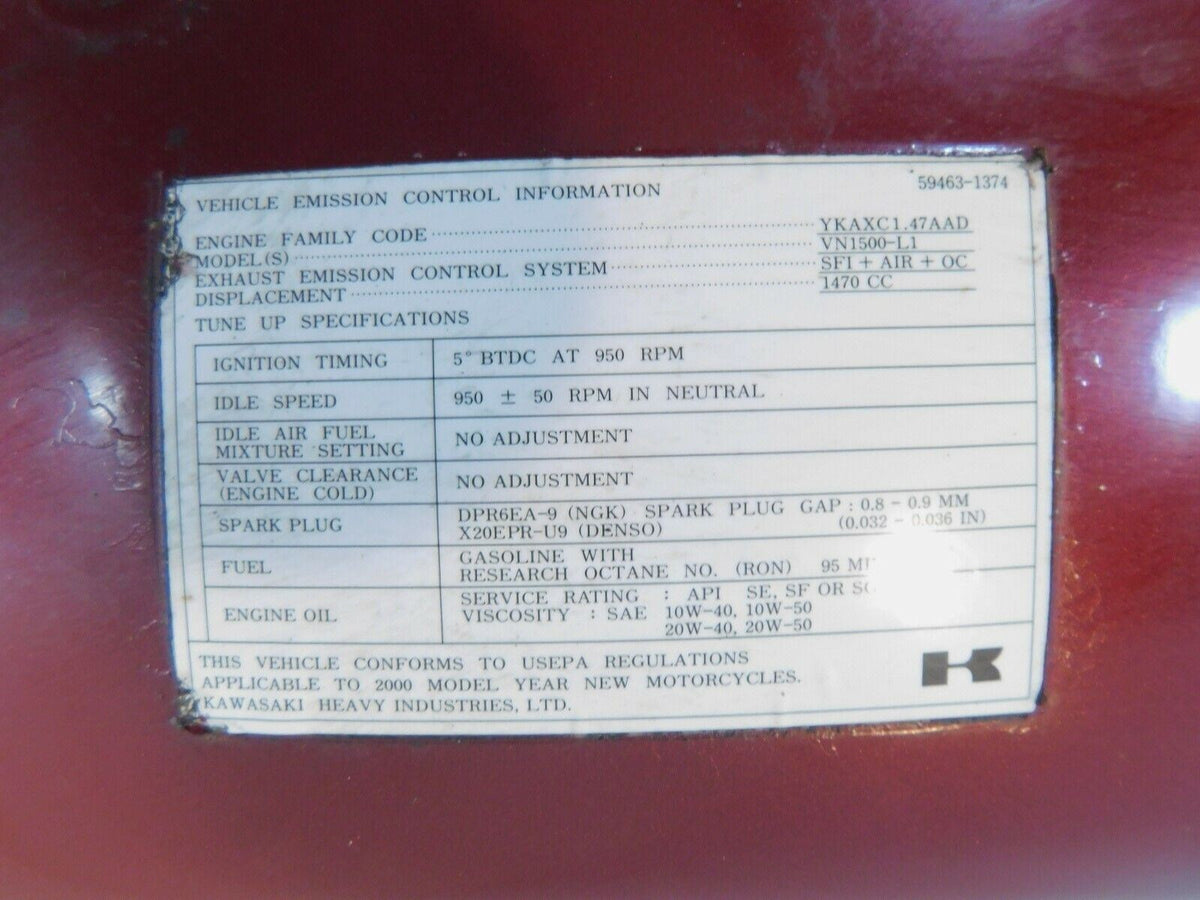 VEHICLE EMISSION CONTROL INFORMATION 59463-1374
ENGINE FAMILY CODE YKAXC1.47AAD
MODEL(S) VN1500-L1
EXHAUST EMISSION CONTROL SYSTEM SFI + AIR + OC
DISPLACEMENT 1470 CC
TUNE UP SPECIFICATIONS
IGNITION TIMING 5° BTDC AT 950 RPM
IDLE SPEED 950 ± 50 RPM IN NEUTRAL
IDLE AIR FUEL
MIXTURE SETTING
NO ADJUSTMENT
VALVE CLEARANCE
(ENGINE COLD)
NO ADJUSTMENT
SPARK PLUG
DPR6EA-9 (NGK) SPARK PLUG GAP : 0.8 - 0.9 MM
X20EPR-U9 (DENSO) (0.032 - 0.036 IN)
FUEL
GASOLINE WITH
RESEARCH OCTANE NO. (RON) 95
ENGINE OIL
SERVICE RATING : API SE, SF OR
VISCOSITY : SAE 10W-40, 10W-50
20W-40, 20W-50
THIS VEHICLE CONFORMS TO USEPA REGULATIONS
APPLICABLE TO 2000 MODEL YEAR NEW MOTORCYCLES.
KAWASAKI HEAVY INDUSTRIES, LTD.